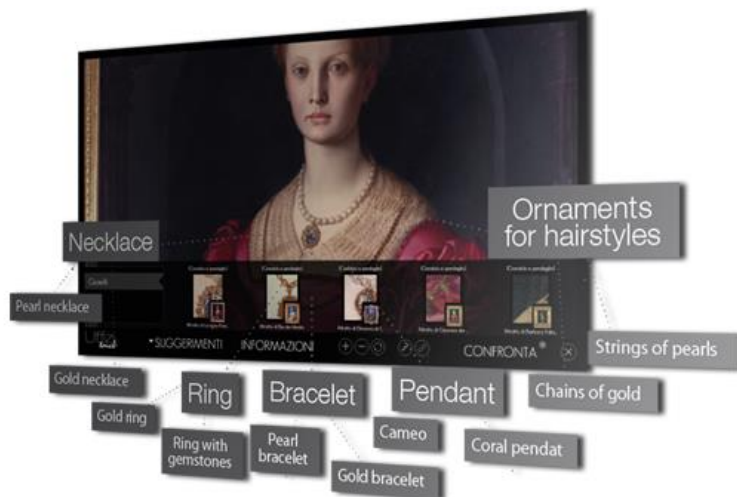 Necklace
Ornaments
for hairstyles
Pearl necklace
Uffizi
SUGGERIMENTI
INFORMAZIONI
CONFRONTA
Strings of pearls
Gold necklace
Gold ring
Ring
Bracelet
Pendant
Chains of gold
Ring with
gemstones
Pearl
bracelet
Cameo
Coral pendat
Gold bracelet